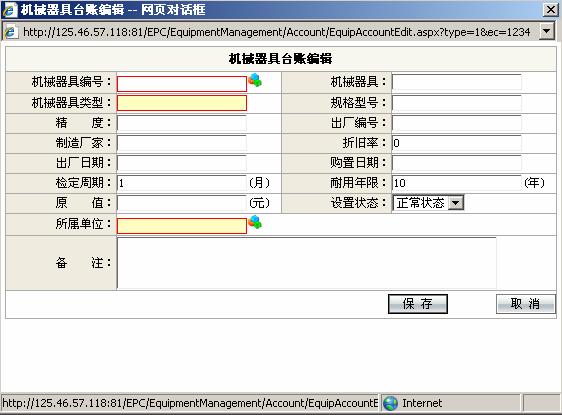 机械器具台账编辑 -- 网页对话框
http://125.46.57.118:81/EPC/EquipmentManagement/Account/EquipAccountEdit.aspx?type=1&ec=1234
机械器具台账编辑
机械器具编号： 机械器具：
机械器具类型： 规格型号：
精 度： 出厂编号：
制造厂家： 折旧率： 0
出厂日期： 购置日期：
检定周期： 1 (月) 耐用年限： 10 (年)
原 值： (元) 设置状态： 正常状态
所属单位：
备 注：
保 存 取 消
http://125.46.57.118:81/EPC/EquipmentManagement/Account/EquipAccountE Internet